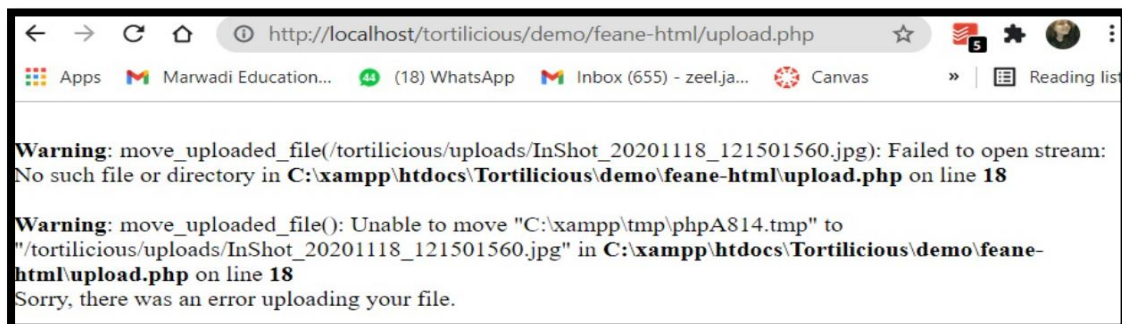 http://localhost/tortilicious/demo/feane-html/upload.php
5
Apps Marwadi Education... 44 (18) WhatsApp Inbox (655) - zeel.ja... Canvas » Reading list
Warning: move_uploaded_file(/tortilicious/uploads/InShot_20201118_121501560.jpg): Failed to open stream:
No such file or directory in C:\xampp\htdocs\Tortilicious\demo\feane-html\upload.php on line 18
Warning: move_uploaded_file(): Unable to move "C:\xampp\tmp\phpA814.tmp" to
"/tortilicious/uploads/InShot_20201118_121501560.jpg" in C:\xampp\htdocs\Tortilicious\demo\feane-
html\upload.php on line 18
Sorry, there was an error uploading your file.